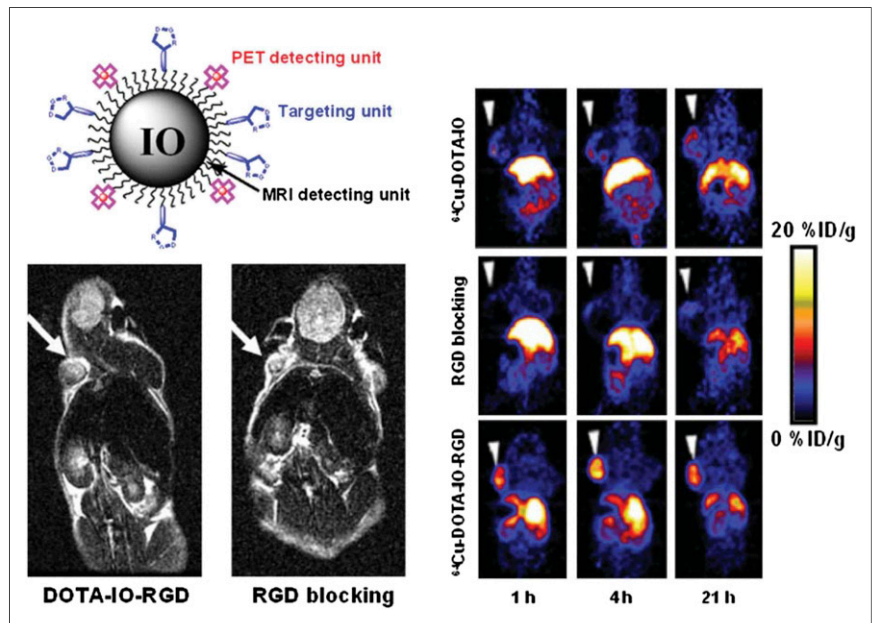 PET detecting unit
Targeting unit
IO
MRI detecting unit
DOTA-IO-RGD
RGD blocking
⁶⁴Cu-DOTA-IO
RGD blocking
⁶⁴Cu-DOTA-IO-RGD
1 h
4h
21 h
20 %ID/g
0 %ID/g